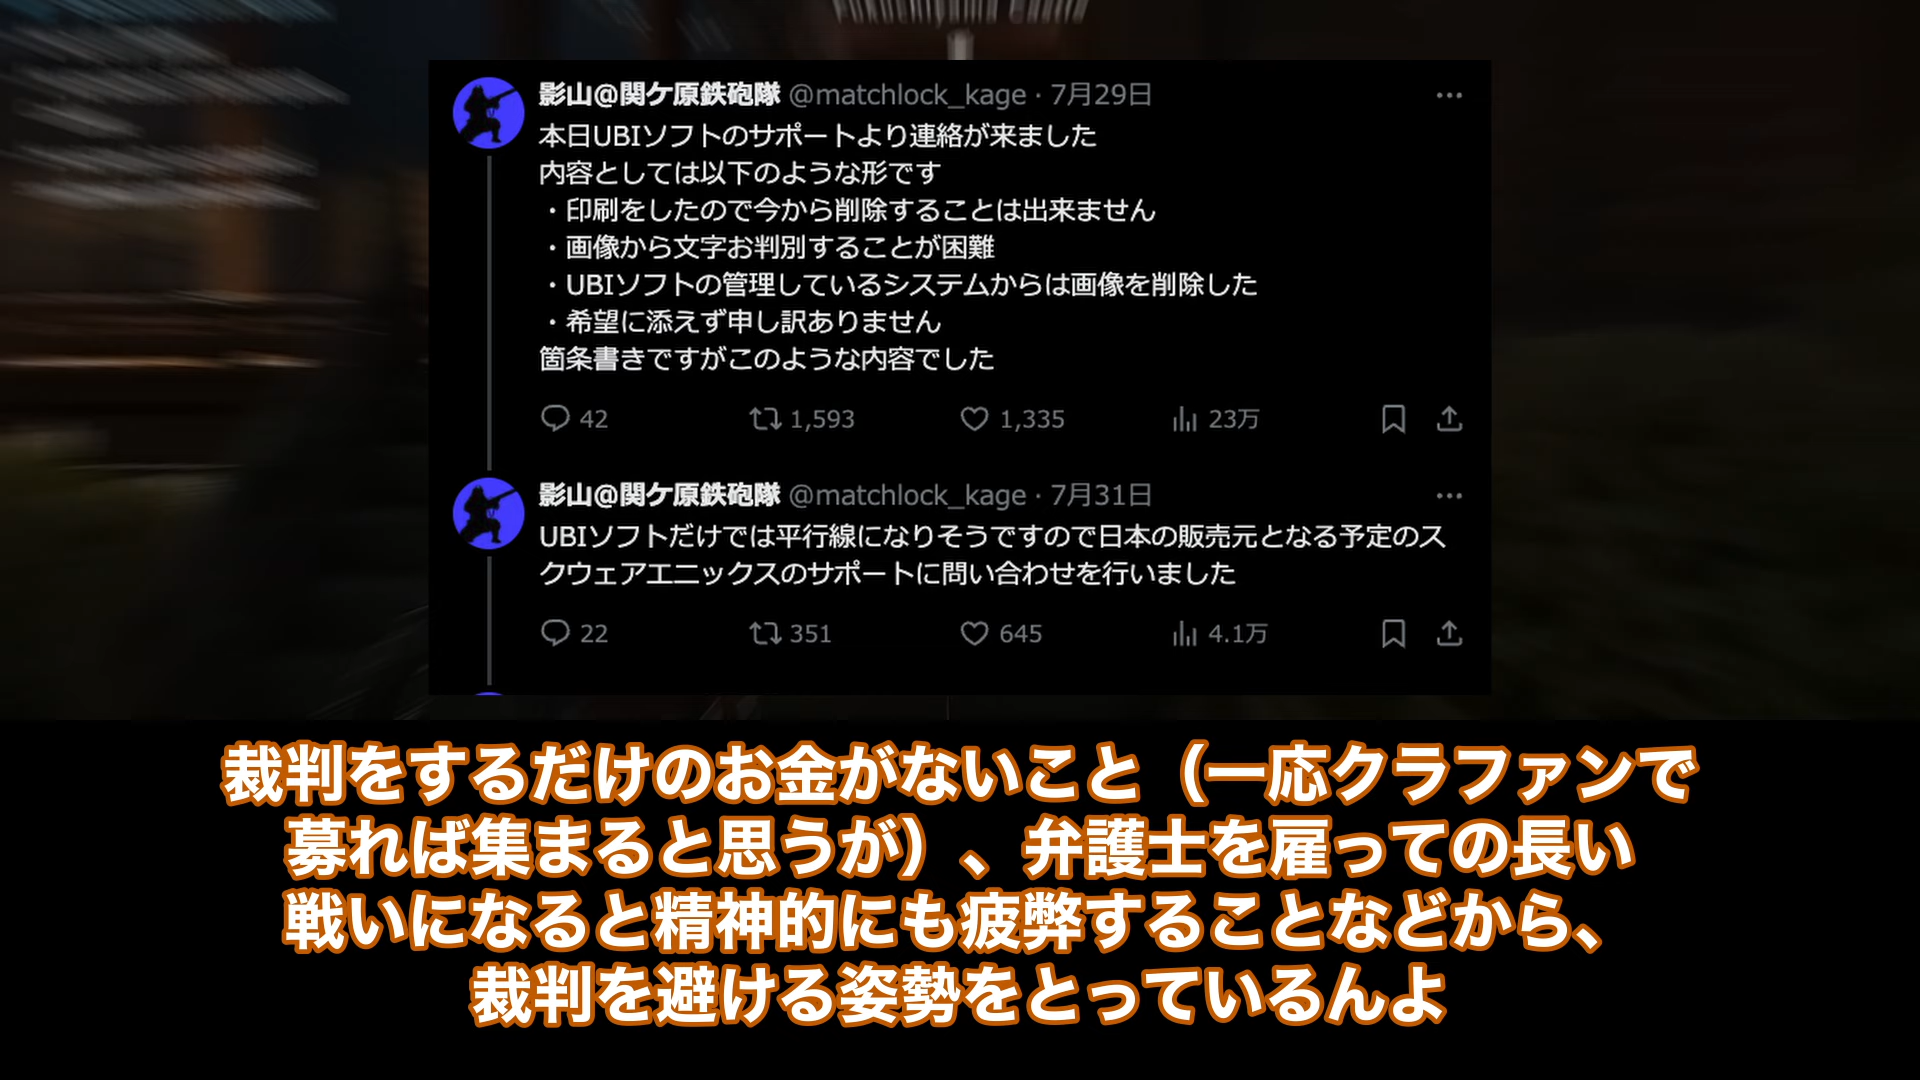 影山@関ケ原鉄砲隊 @matchlock_kage · 7月29日
本日UBIソフトのサポートより連絡が来ました
内容としては以下のような形です
・印刷をしたので今から削除することは出来ません
・画像から文字お判別することが困難
・UBIソフトの管理しているシステムからは画像を削除した
・希望に添えず申し訳ありません
箇条書きですがこのような内容でした
42 1,593 1,335 23万
影山@関ケ原鉄砲隊 @matchlock_kage · 7月31日
UBIソフトだけでは平行線になりそうですので日本の販売元となる予定のス
クウェアエニックスのサポートに問い合わせを行いました
22 351 645 4.1万
裁判をするだけのお金がないこと（一応クラファンで
募れば集まると思うが）、弁護士を雇っての長い
戦いになると精神的にも疲弊することなどから、
裁判を避ける姿勢をとっているんよ